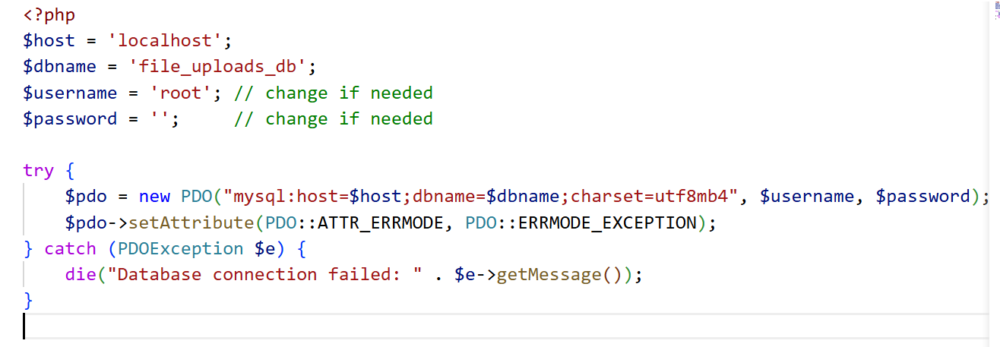 <?php
$host = 'localhost';
$dbname = 'file_uploads_db';
$username = 'root'; // change if needed
$password = '';     // change if needed

try {
    $pdo = new PDO("mysql:host=$host;dbname=$dbname;charset=utf8mb4", $username, $password);
    $pdo->setAttribute(PDO::ATTR_ERRMODE, PDO::ERRMODE_EXCEPTION);
} catch (PDOException $e) {
    die("Database connection failed: " . $e->getMessage());
}